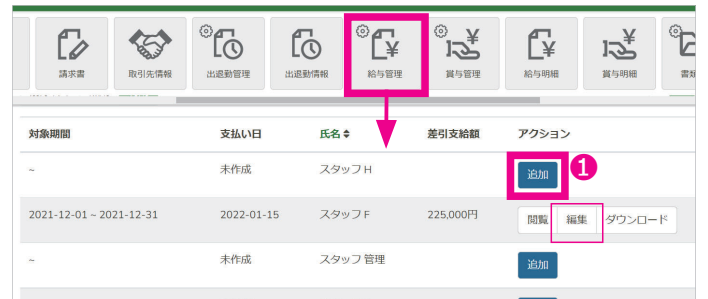 請求書 取引先情報 出退勤管理 出退勤情報 給与管理 賞与管理 給与明細 賞与明細 書類
対象期間 支払い日 氏名 差引支給額 アクション
~ 未作成 スタッフ H 追加 1
2021-12-01 ~ 2021-12-31 2022-01-15 スタッフ F 225,000円 閲覧 編集 ダウンロード
~ 未作成 スタッフ 管理 追加